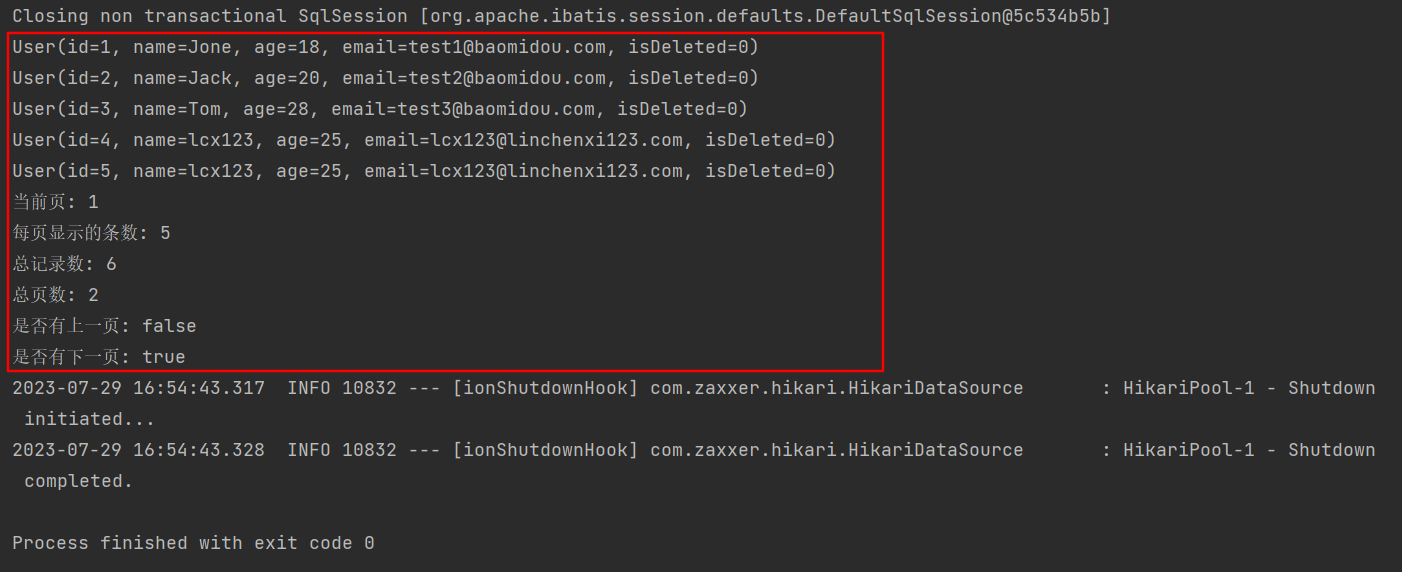 Closing non transactional SqlSession [org.apache.ibatis.session.defaults.DefaultSqlSession@5c534b5b]
User(id=1, name=Jone, age=18, email=test1@baomidou.com, isDeleted=0)
User(id=2, name=Jack, age=20, email=test2@baomidou.com, isDeleted=0)
User(id=3, name=Tom, age=28, email=test3@baomidou.com, isDeleted=0)
User(id=4, name=lcx123, age=25, email=lcx123@linchenxi123.com, isDeleted=0)
User(id=5, name=lcx123, age=25, email=lcx123@linchenxi123.com, isDeleted=0)
当前页: 1
每页显示的条数: 5
总记录数: 6
总页数: 2
是否有上一页: false
是否有下一页: true
2023-07-29 16:54:43.317  INFO 10832 --- [ionShutdownHook] com.zaxxer.hikari.HikariDataSource       : HikariPool-1 - Shutdown
initiated...
2023-07-29 16:54:43.328  INFO 10832 --- [ionShutdownHook] com.zaxxer.hikari.HikariDataSource       : HikariPool-1 - Shutdown
completed.
Process finished with exit code 0